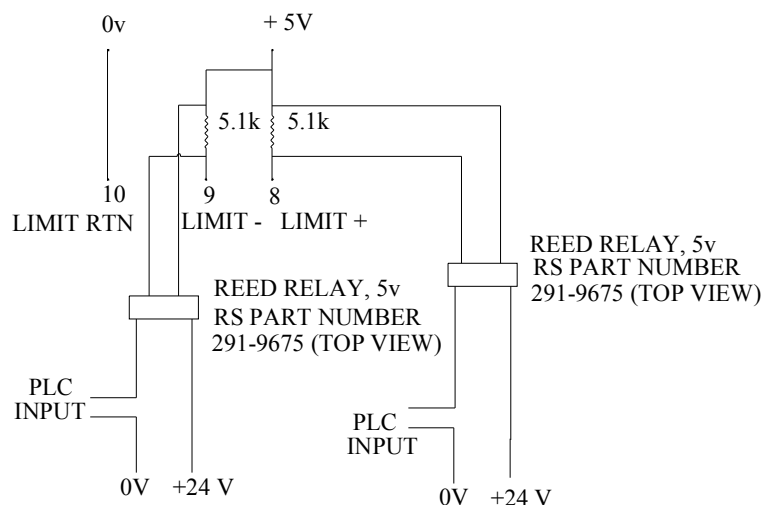 0v
+ 5V
5.1k
5.1k
10
9
8
LIMIT RTN
LIMIT -
LIMIT +
REED RELAY, 5v
RS PART NUMBER
291-9675 (TOP VIEW)
REED RELAY, 5v
RS PART NUMBER
291-9675 (TOP VIEW)
PLC
INPUT
0V
+24 V
PLC
INPUT
0V
+24 V